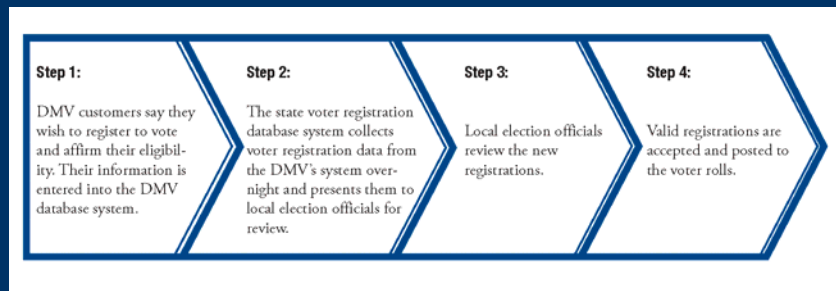 Step 1:
DMV customers say they
wish to register to vote
and affirm their eligibil-
ity. Their information is
entered into the DMV
database system.
Step 2:
The state voter registration
database system collects
voter registration data from
the DMV's system over-
night and presents them to
local election officials for
review.
Step 3:
Local election officials
review the new
registrations.
Step 4:
Valid registrations are
accepted and posted to
the voter rolls.